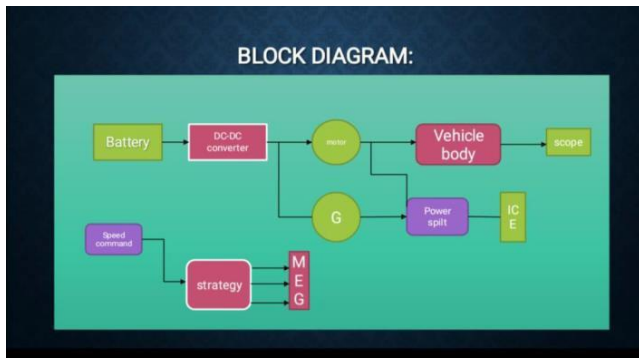 BLOCK DIAGRAM:
Battery
DC-DC
converter
motor
Vehicle
body
scope
G
Power
spilt
IC
E
Speed
command
strategy
M
E
G